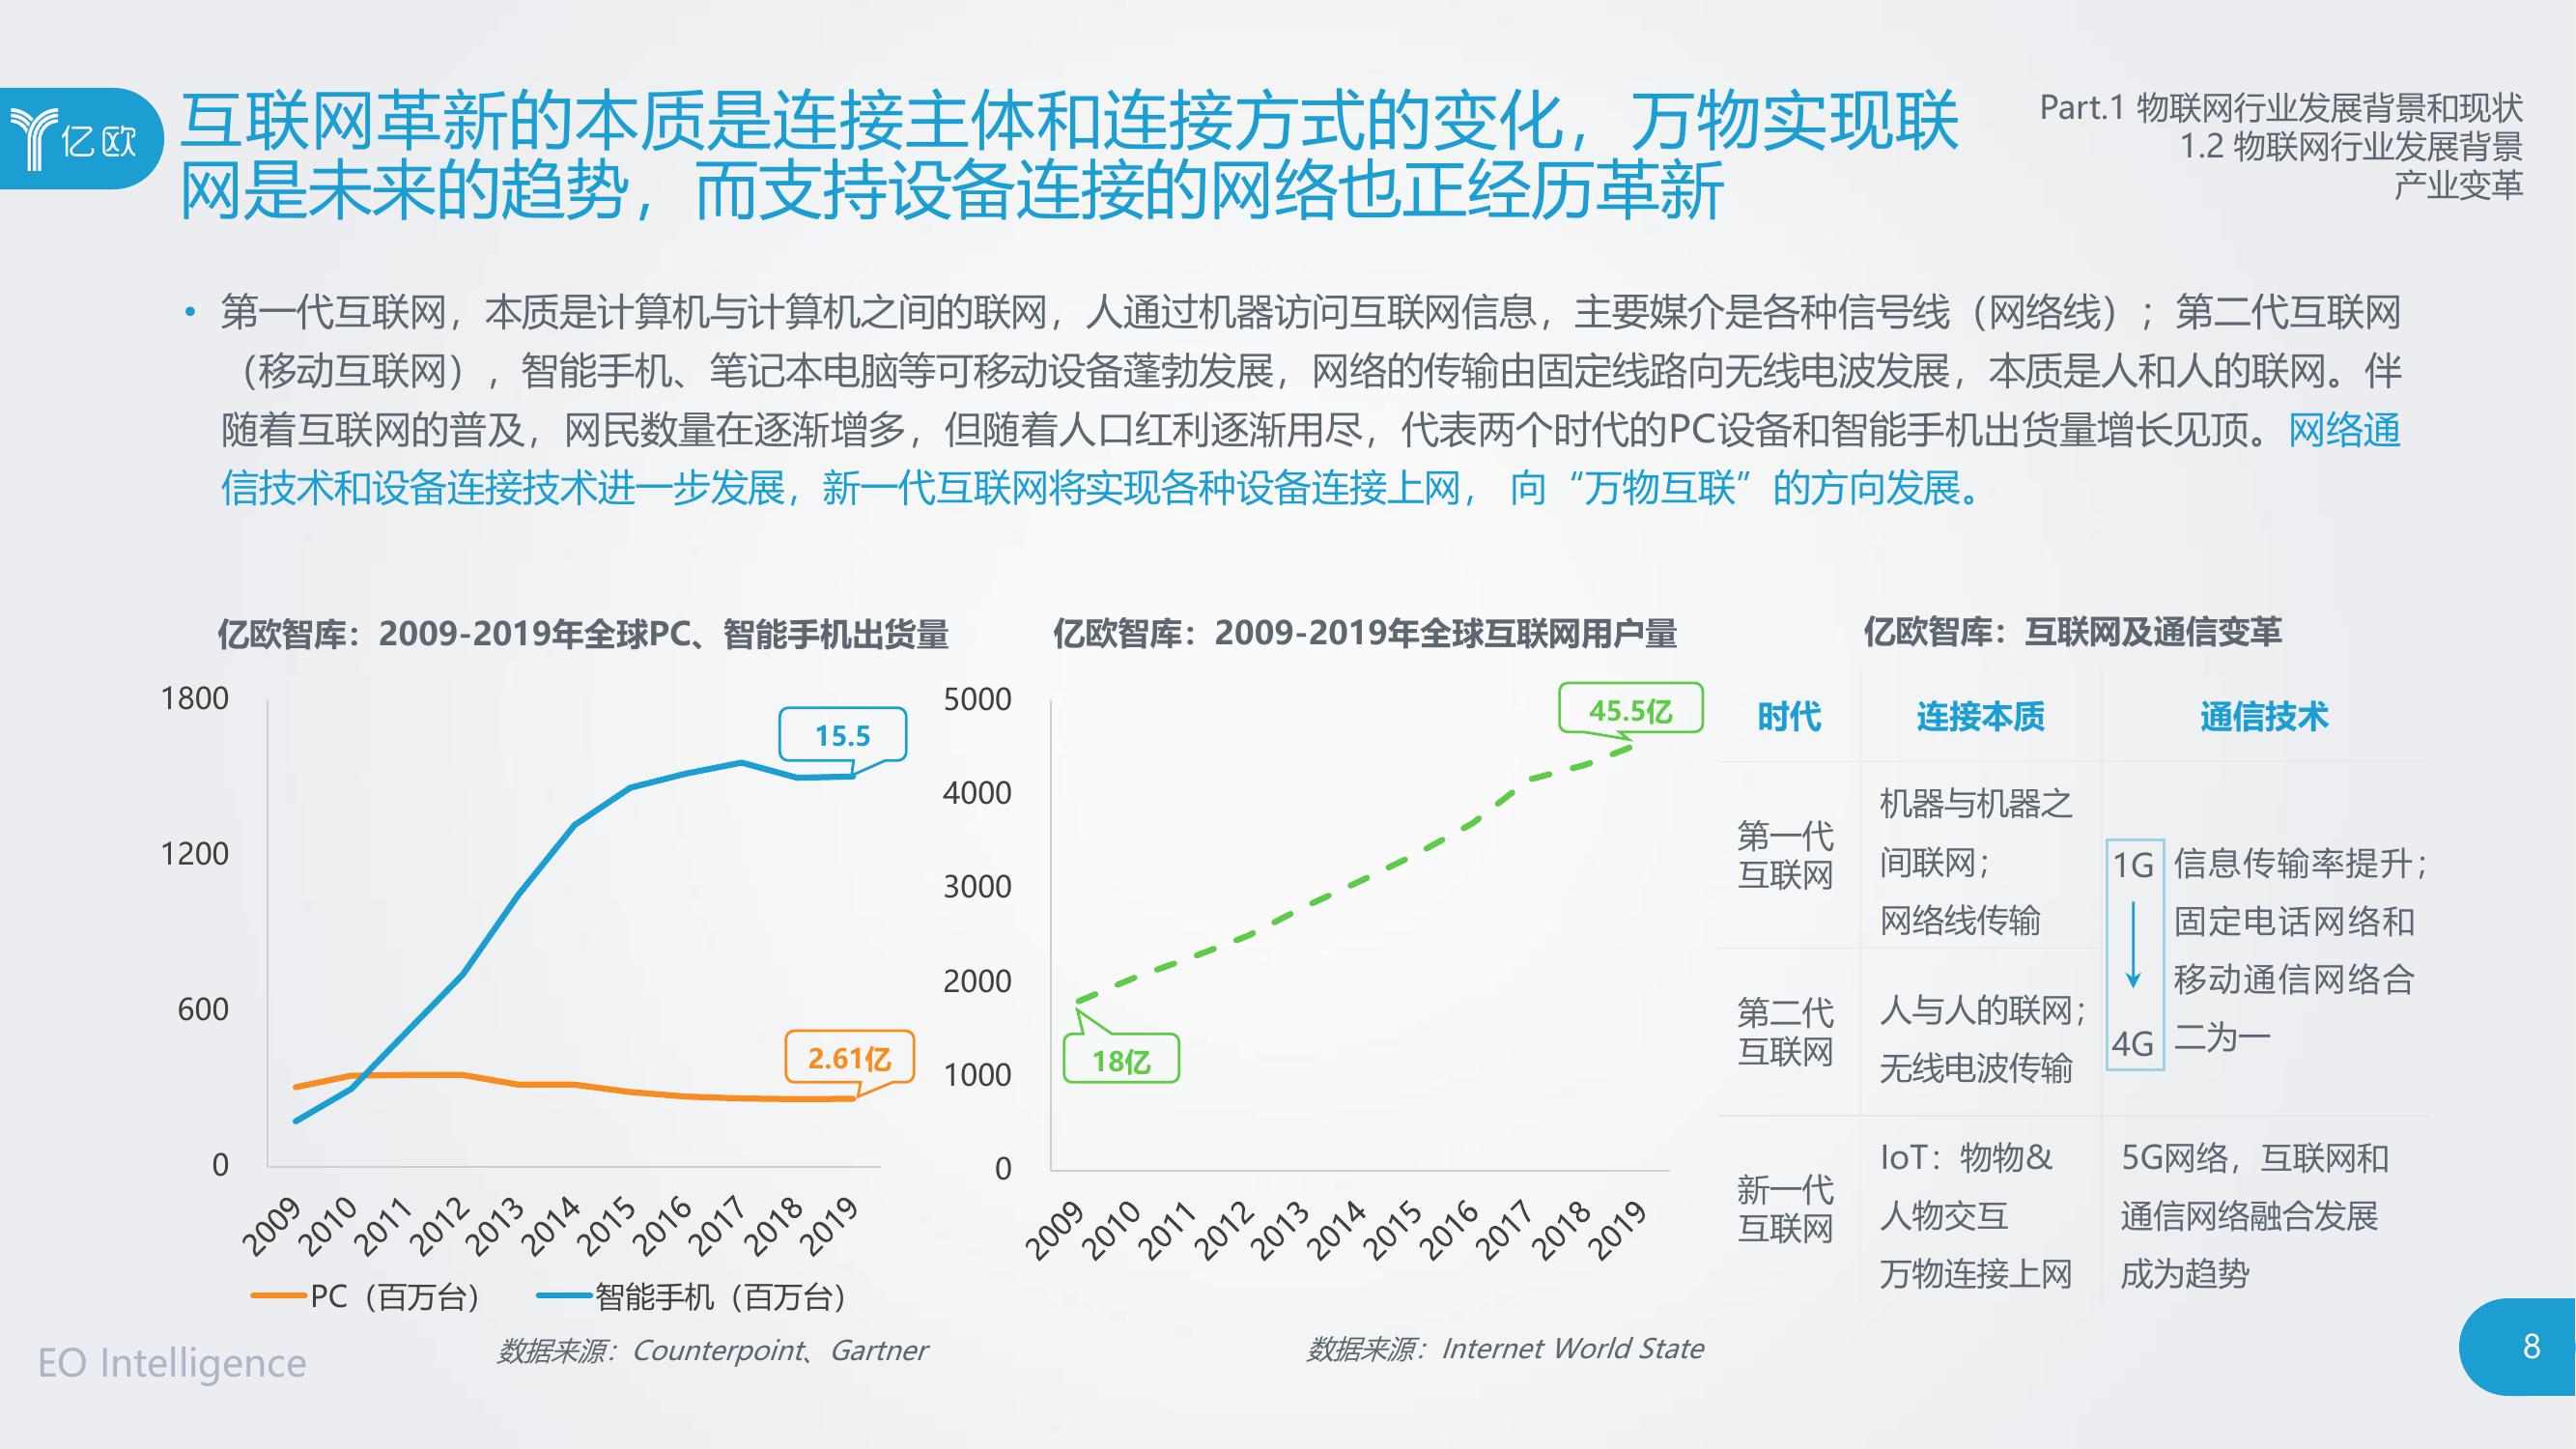 亿欧
互联网革新的本质是连接主体和连接方式的变化，万物实现联
网是未来的趋势，而支持设备连接的网络也正经历革新
Part.1 物联网行业发展背景和现状
1.2 物联网行业发展背景
产业变革
• 第一代互联网，本质是计算机与计算机之间的联网，人通过机器访问互联网信息，主要媒介是各种信号线（网络线）；第二代互联网
（移动互联网），智能手机、笔记本电脑等可移动设备蓬勃发展，网络的传输由固定线路向无线电波发展，本质是人和人的联网。伴
随着互联网的普及，网民数量在逐渐增多，但随着人口红利逐渐用尽，代表两个时代的PC设备和智能手机出货量增长见顶。网络通
信技术和设备连接技术进一步发展，新一代互联网将实现各种设备连接上网， 向“万物互联”的方向发展。
亿欧智库：2009-2019年全球PC、智能手机出货量
1800
1200
600
0
15.5
2.61亿
2009
2010
2011
2012
2013
2014
2015
2016
2017
2018
2019
PC（百万台）
智能手机（百万台）
数据来源：Counterpoint、Gartner
亿欧智库：2009-2019年全球互联网用户量
5000
4000
3000
2000
1000
0
45.5亿
18亿
2009
2010
2011
2012
2013
2014
2015
2016
2017
2018
2019
数据来源：Internet World State
亿欧智库：互联网及通信变革
时代
连接本质
通信技术
第一代
互联网
机器与机器之
间联网；
网络线传输
第二代
互联网
人与人的联网；
无线电波传输
1G
4G
信息传输率提升；
固定电话网络和
移动通信网络合
二为一
新一代
互联网
IoT：物物&
人物交互
万物连接上网
5G网络，互联网和
通信网络融合发展
成为趋势
EO Intelligence
8